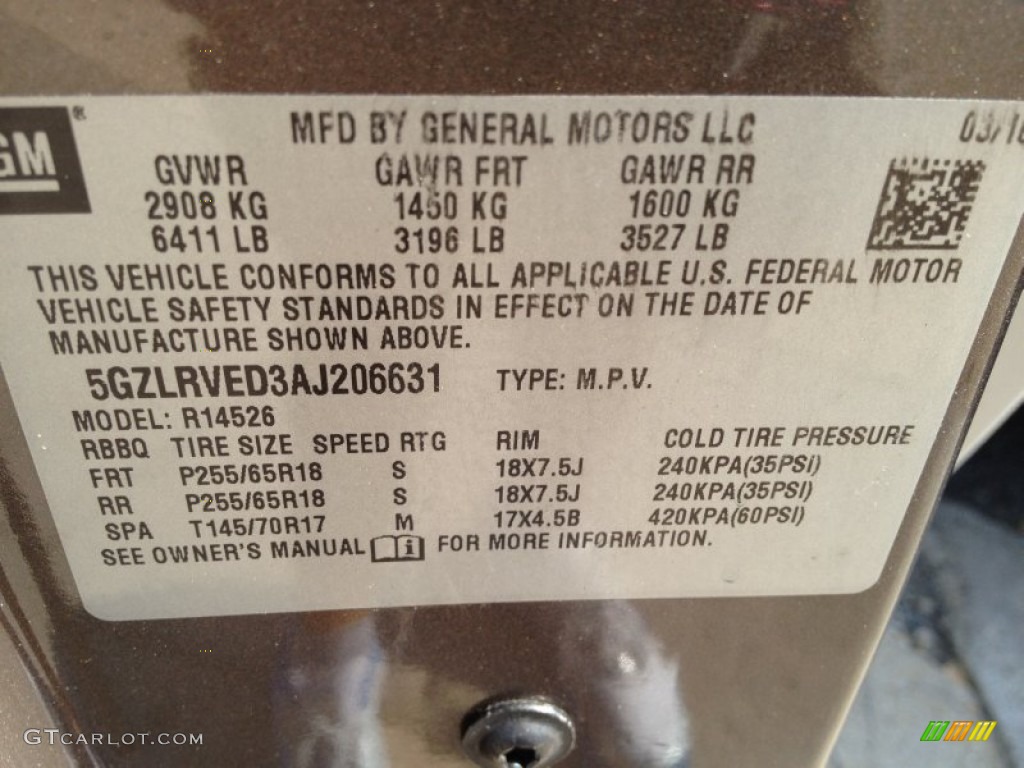 GM ®
MFD BY GENERAL MOTORS LLC
GVWR GAWR FRT GAWR RR
2908 KG 1450 KG 1600 KG
6411 LB 3196 LB 3527 LB
THIS VEHICLE CONFORMS TO ALL APPLICABLE U.S. FEDERAL MOTOR
VEHICLE SAFETY STANDARDS IN EFFECT ON THE DATE OF
MANUFACTURE SHOWN ABOVE.
5GZLRVED3AJ206631 TYPE: M.P.V.
MODEL: R14526
RBBQ TIRE SIZE SPEED RTG RIM COLD TIRE PRESSURE
FRT P255/65R18 S 18X7.5J 240KPA(35PSI)
RR P255/65R18 S 18X7.5J 240KPA(35PSI)
SPA T145/70R17 M 17X4.5B 420KPA(60PSI)
SEE OWNER'S MANUAL i FOR MORE INFORMATION.
GTCARLOT.COM